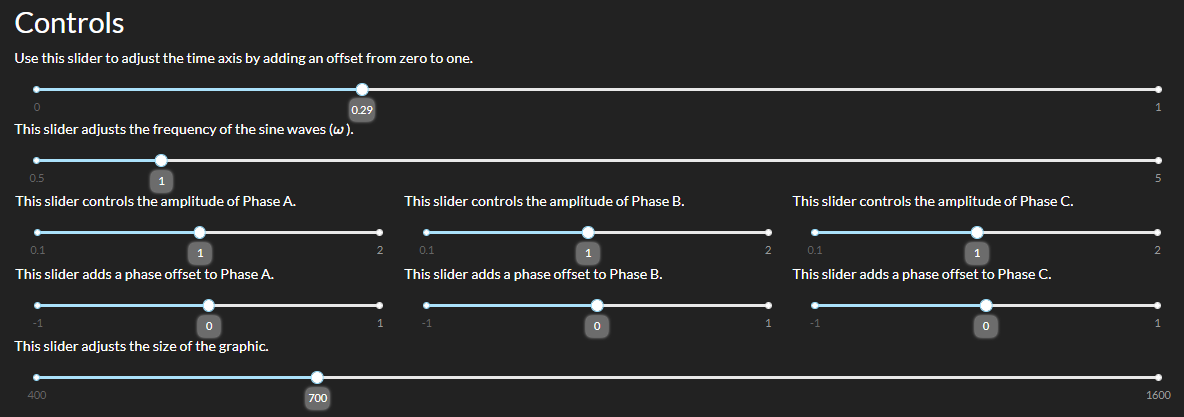 Controls
Use this slider to adjust the time axis by adding an offset from zero to one.
0 0.29 1
This slider adjusts the frequency of the sine waves (ω ).
0.5 1 5
This slider controls the amplitude of Phase A. This slider controls the amplitude of Phase B. This slider controls the amplitude of Phase C.
0.1 1 2 0.1 1 2 0.1 1 2
This slider adds a phase offset to Phase A. This slider adds a phase offset to Phase B. This slider adds a phase offset to Phase C.
-1 0 1 -1 0 1 -1 0 1
This slider adjusts the size of the graphic.
400 700 1600